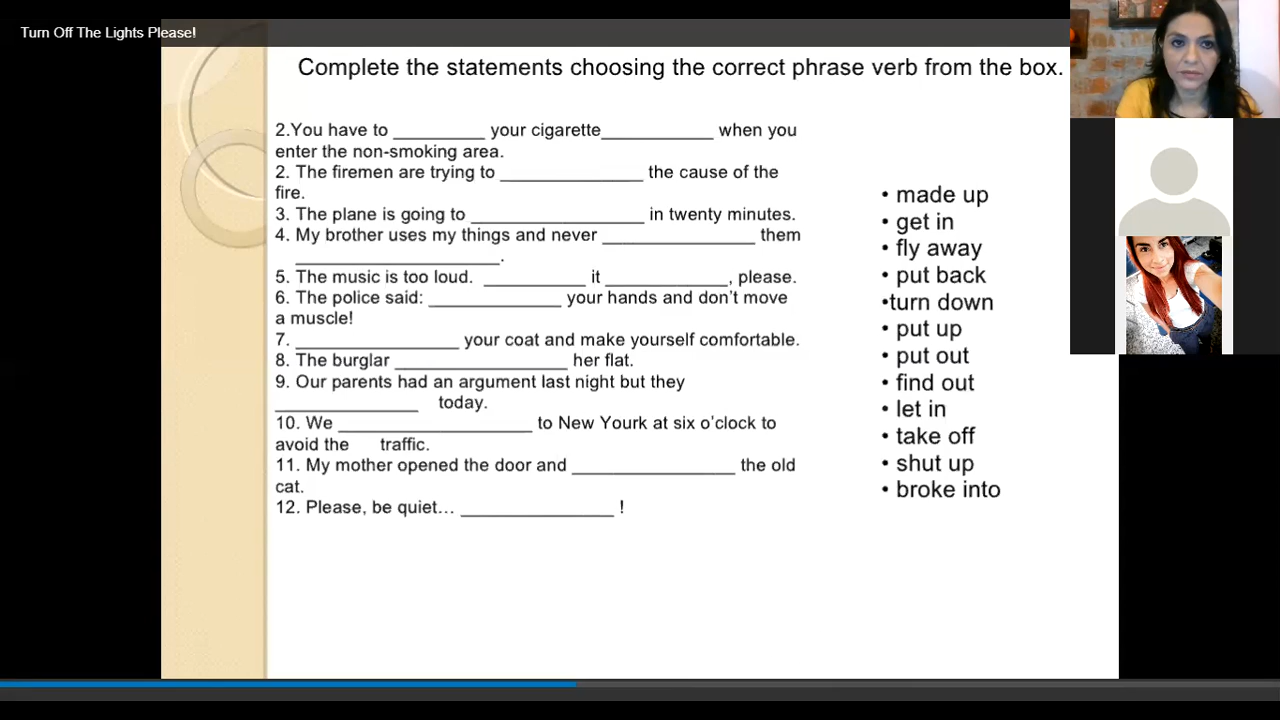 Turn Off The Lights Please!
Complete the statements choosing the correct phrase verb from the box.
2.You have to _________ your cigarette___________ when you
enter the non-smoking area.
2. The firemen are trying to ______________ the cause of the
fire.
3. The plane is going to _________________ in twenty minutes.
4. My brother uses my things and never _______________ them
____________________.
5. The music is too loud. __________ it ____________, please.
6. The police said: _____________ your hands and don’t move
a muscle!
7. ________________ your coat and make yourself comfortable.
8. The burglar _________________ her flat.
9. Our parents had an argument last night but they
______________ today.
10. We ___________________ to New Yourk at six o’clock to
avoid the traffic.
11. My mother opened the door and ________________ the old
cat.
12. Please, be quiet… _______________ !
• made up
• get in
• fly away
• put back
•turn down
• put up
• put out
• find out
• let in
• take off
• shut up
• broke into